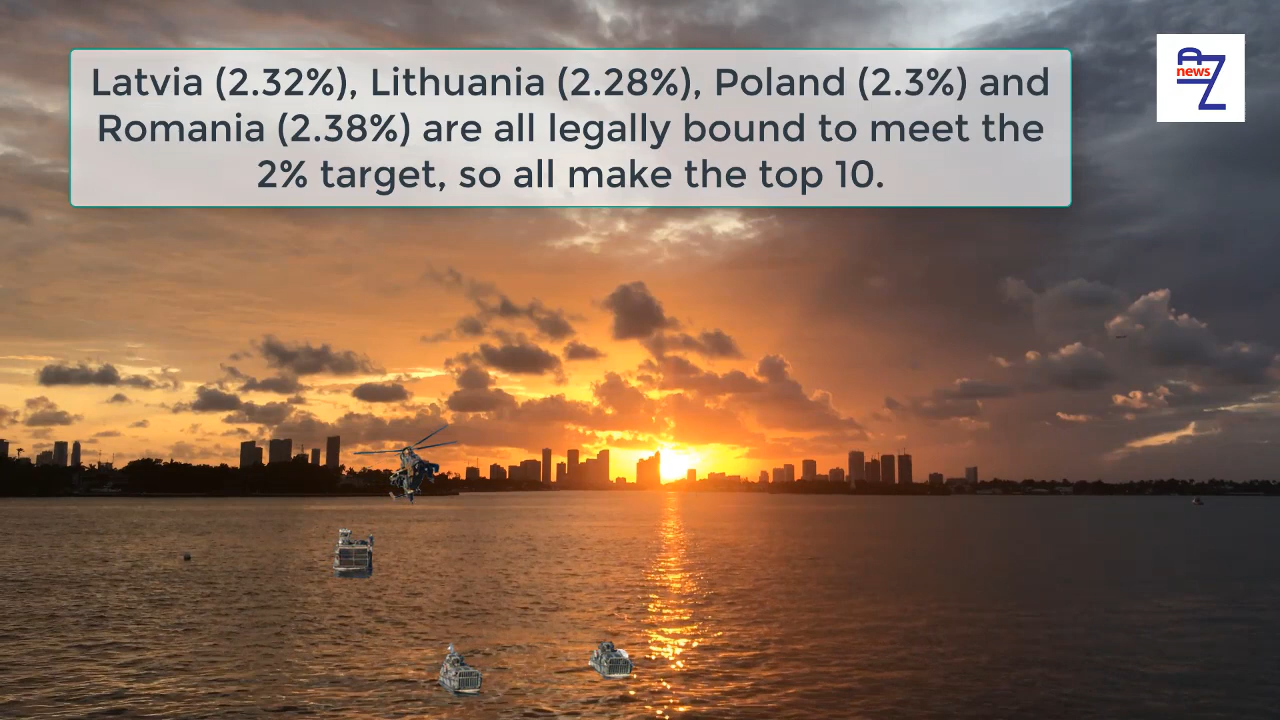 Latvia (2.32%), Lithuania (2.28%), Poland (2.3%) and
Romania (2.38%) are all legally bound to meet the
2% target, so all make the top 10.
A
news
Z